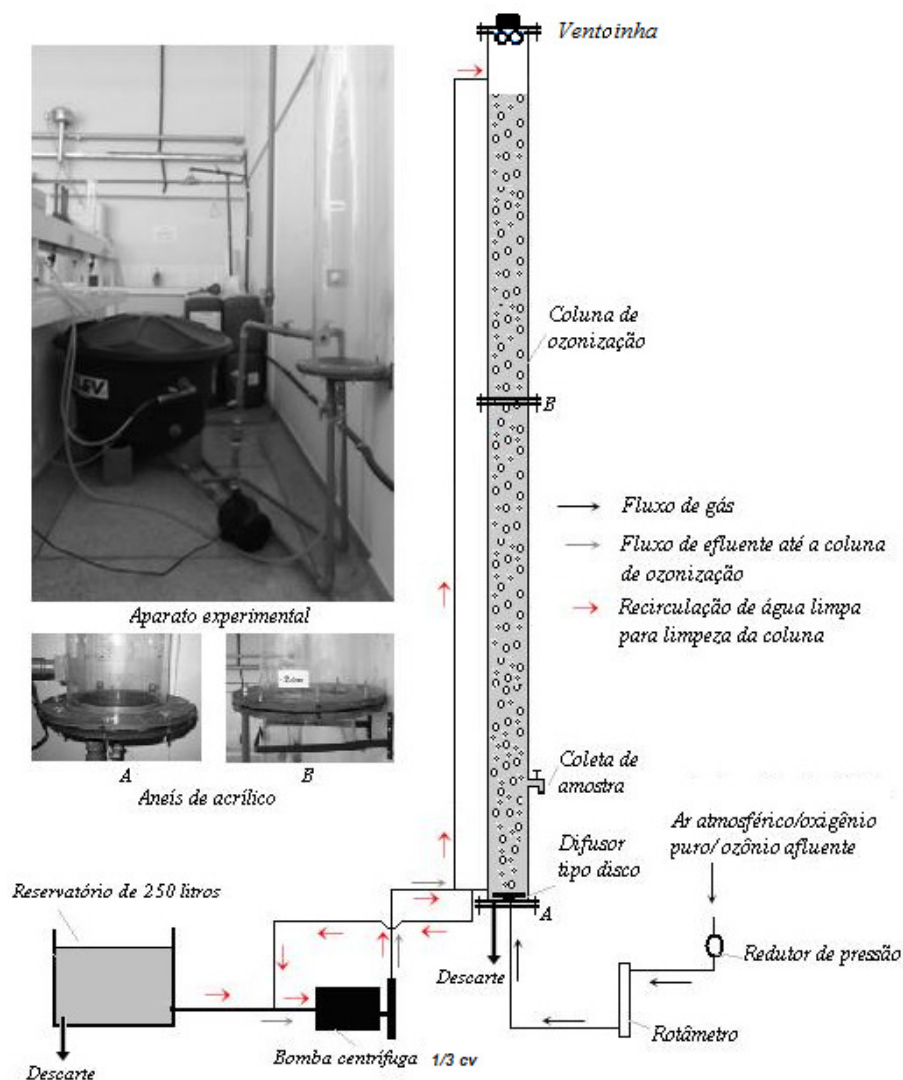 Ventoinha
Coluna de
ozonização
B
Fluxo de gás
Fluxo de efluente até a coluna
de ozonização
Recirculação de água limpa
para limpeza da coluna
Aparato experimental
A
B
Aneís de acrílico
Coleta de
amostra
Difusor
tipo disco
A
Ar atmosférico/oxigênio
puro/ ozônio afluente
Reservatório de 250 litros
Redutor de pressão
Descarte
Rotâmetro
Bomba centrífuga 1/3 cv
Descarte